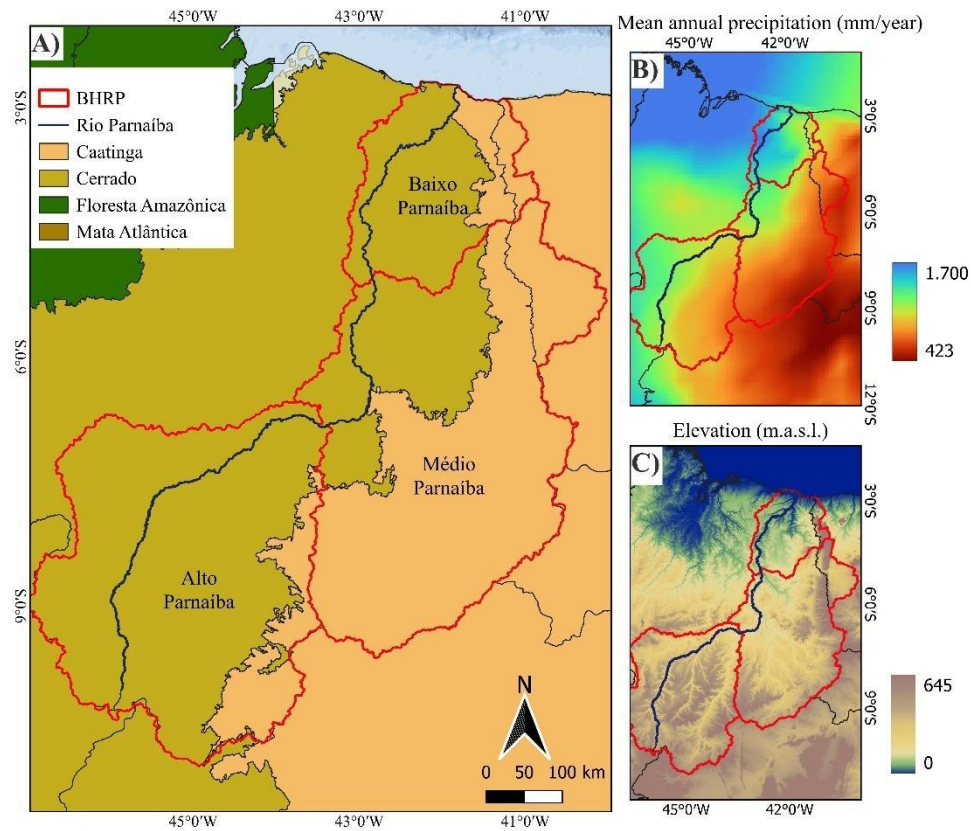 A)
45°0'W 43°0'W 41°0'W
3°0'S
6°0'S
9°0'S
BHRP
Rio Parnaíba
Caatinga
Cerrado
Floresta Amazônica
Mata Atlântica
Baixo
Parnaíba
Médio
Parnaíba
Alto
Parnaíba
N
0 50 100 km
45°0'W 43°0'W 41°0'W
Mean annual precipitation (mm/year)
45°0'W 42°0'W
B)
3°0'S
6°0'S
9°0'S
12°0'S
1.700
423
Elevation (m.a.s.l.)
C)
3°0'S
6°0'S
9°0'S
645
0
45°0'W 42°0'W